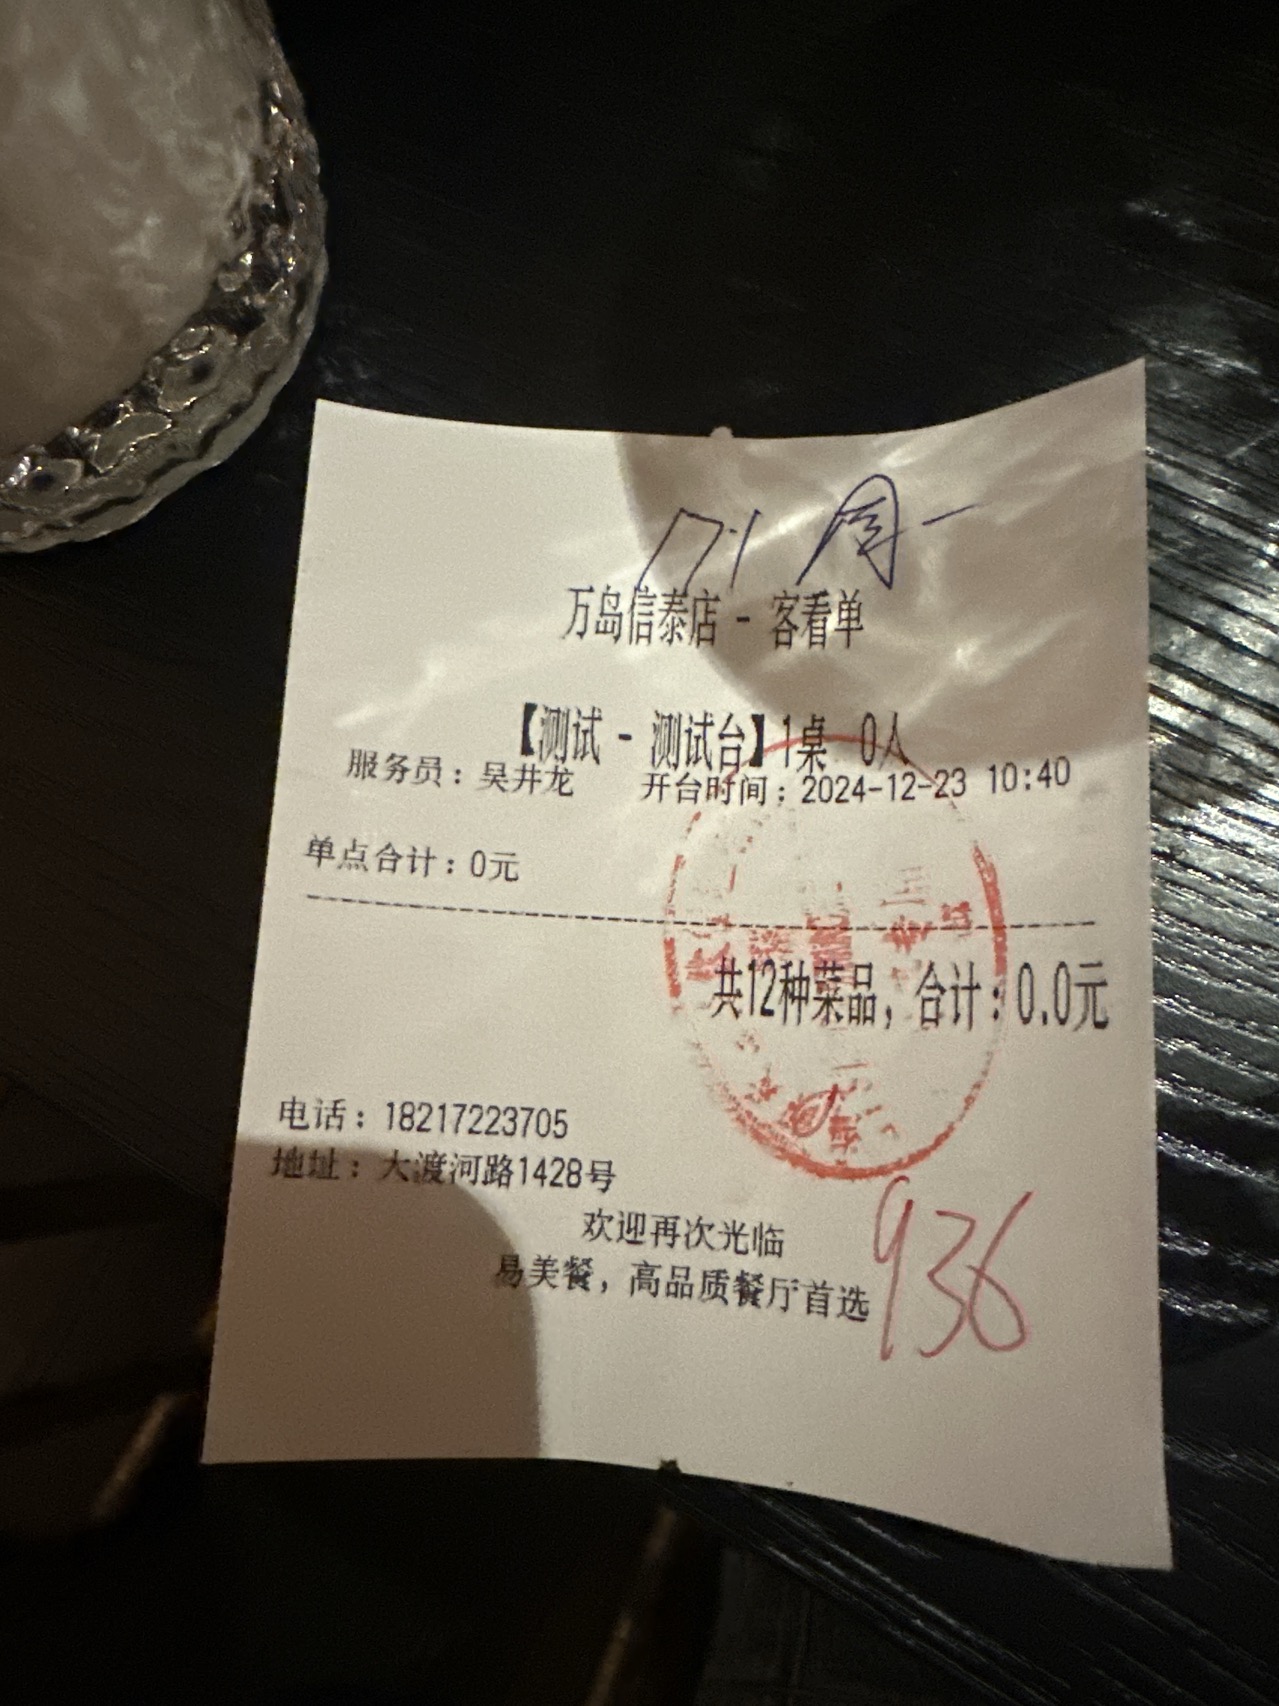 万岛信泰店 - 客看单
【测试 - 测试台】1桌 0人
服务员：吴井龙 开台时间：2024-12-23 10:40
单点合计：0元
共12种菜品，合计：0.0元
电话：18217223705
地址：大渡河路1428号
欢迎再次光临
易美餐，高品质餐厅首选
936